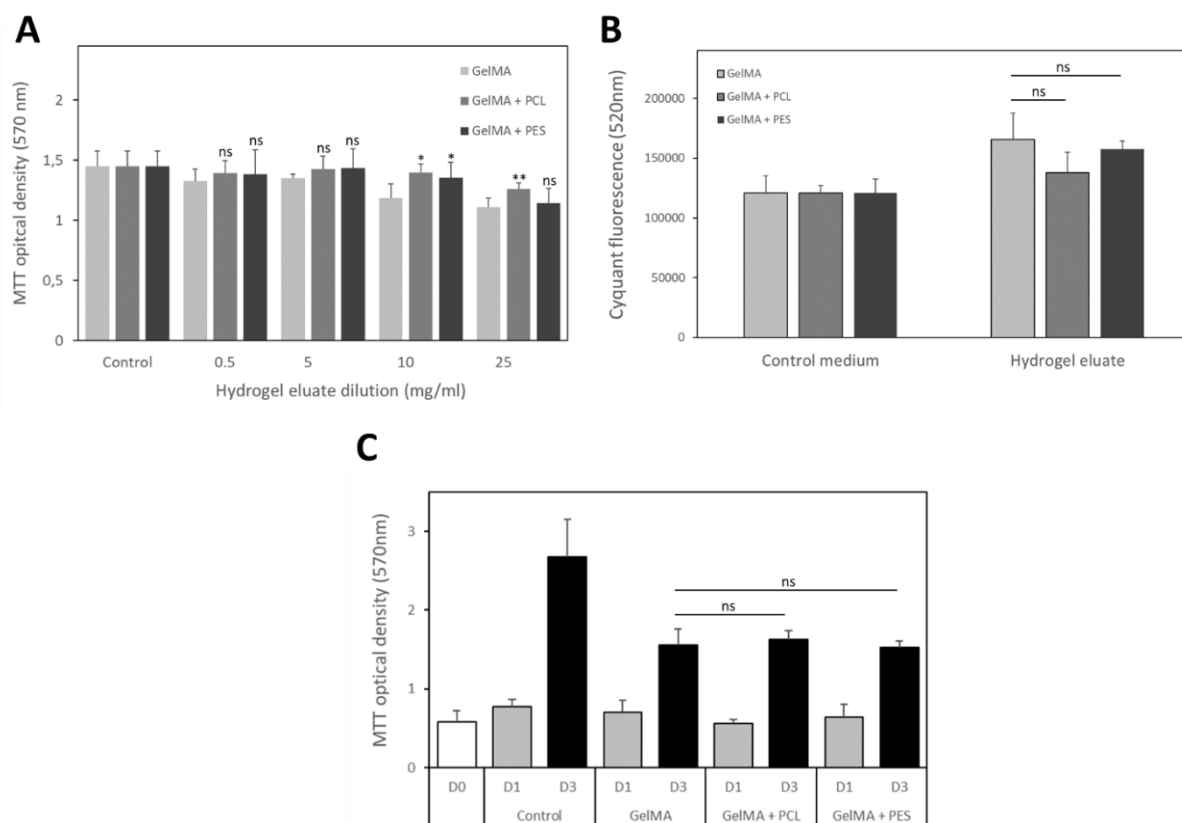 A
MTT opitcal density (570 nm)
2
1,5
1
0,5
0
GelMA
GelMA + PCL
GelMA + PES
ns
ns
ns
ns
*
*
**
ns
Control
0.5
5
10
25
Hydrogel eluate dilution (mg/ml)
B
Cyquant fluorescence (520nm)
200000
150000
100000
50000
0
GelMA
GelMA + PCL
GelMA + PES
ns
ns
Control medium
Hydrogel eluate
C
MTT optical density (570nm)
3
2
1
0
ns
ns
D0
D1
D3
D1
D3
D1
D3
D1
D3
Control
GelMA
GelMA + PCL
GelMA + PES